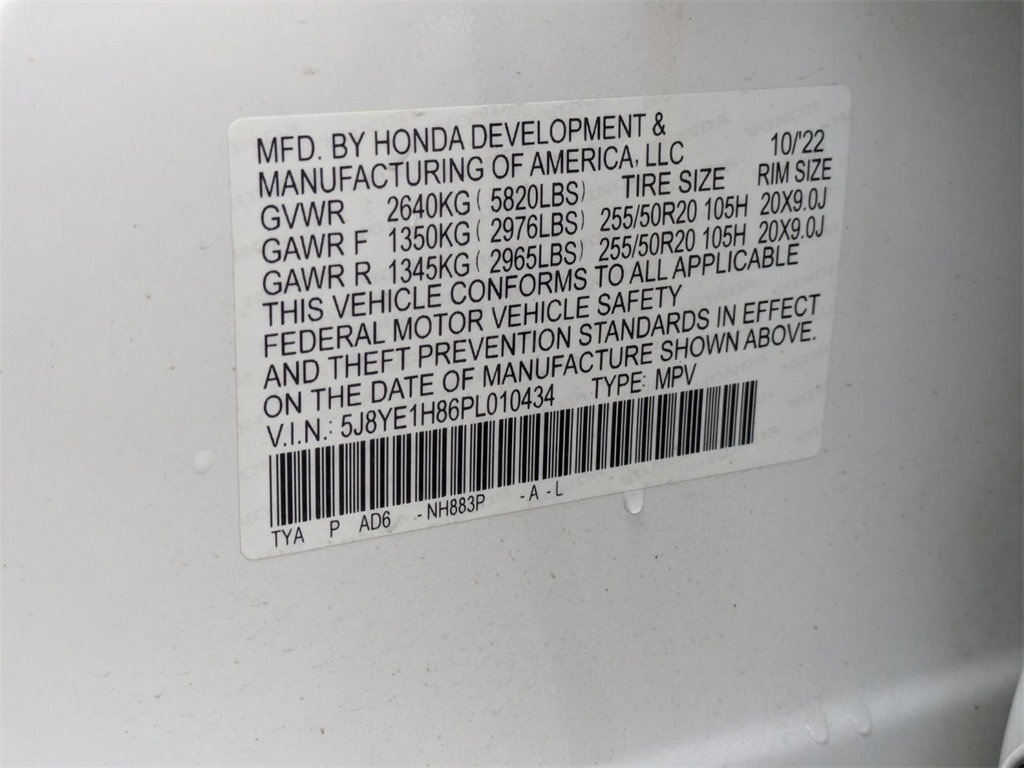 MFD. BY HONDA DEVELOPMENT &
MANUFACTURING OF AMERICA, LLC 10/'22
GVWR 2640KG ( 5820LBS) TIRE SIZE RIM SIZE
GAWR F 1350KG ( 2976LBS) 255/50R20 105H 20X9.0J
GAWR R 1345KG ( 2965LBS) 255/50R20 105H 20X9.0J
THIS VEHICLE CONFORMS TO ALL APPLICABLE
FEDERAL MOTOR VEHICLE SAFETY
AND THEFT PREVENTION STANDARDS IN EFFECT
ON THE DATE OF MANUFACTURE SHOWN ABOVE.
V.I.N.: 5J8YE1H86PL010434 TYPE: MPV
TYA P AD6 - NH883P - A - L